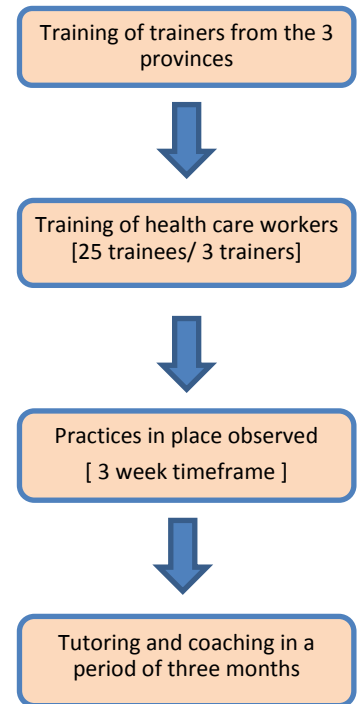 Training of trainers from the 3
provinces
Training of health care workers
[25 trainees/ 3 trainers]
Practices in place observed
[ 3 week timeframe ]
Tutoring and coaching in a
period of three months